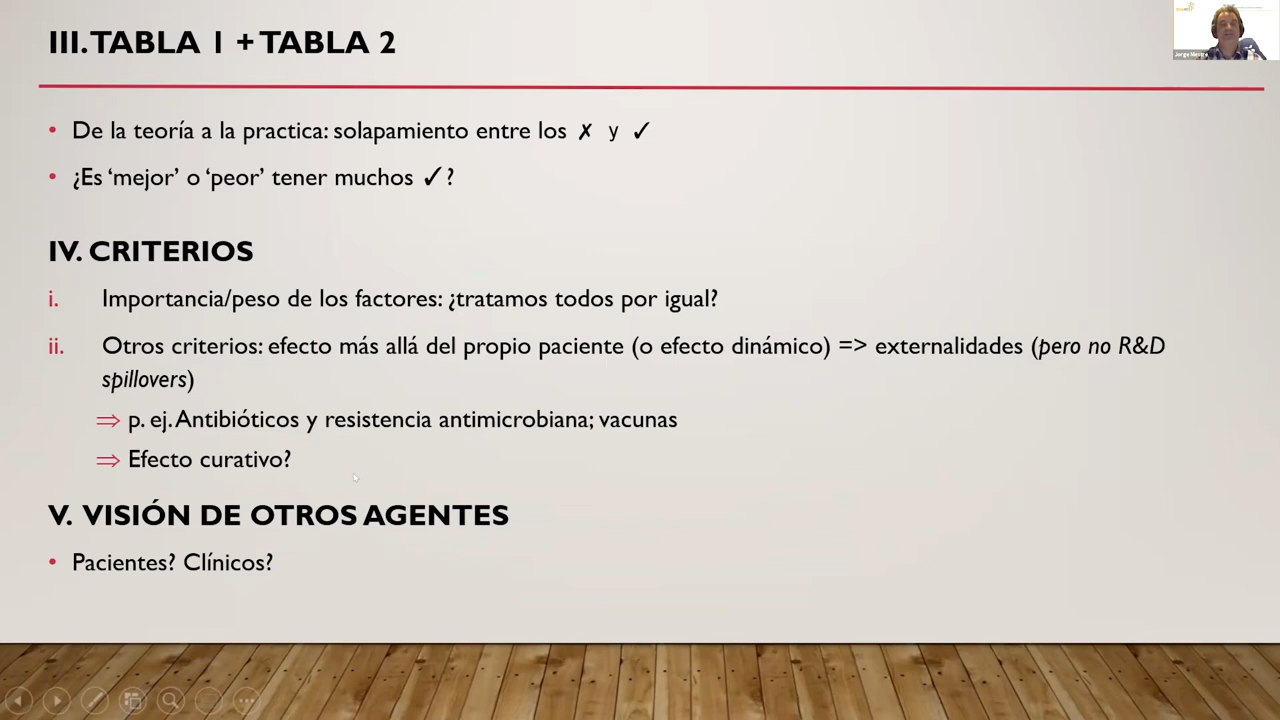 III. TABLA 1 + TABLA 2
• De la teoría a la practica: solapamiento entre los ✗ y ✓
• ¿Es ‘mejor’ o ‘peor’ tener muchos ✓?
IV. CRITERIOS
i. Importancia/peso de los factores: ¿tratamos todos por igual?
ii. Otros criterios: efecto más allá del propio paciente (o efecto dinámico) => externalidades (pero no R&D
spillovers)
⇒ p. ej. Antibióticos y resistencia antimicrobiana; vacunas
⇒ Efecto curativo?
V. VISIÓN DE OTROS AGENTES
• Pacientes? Clínicos?